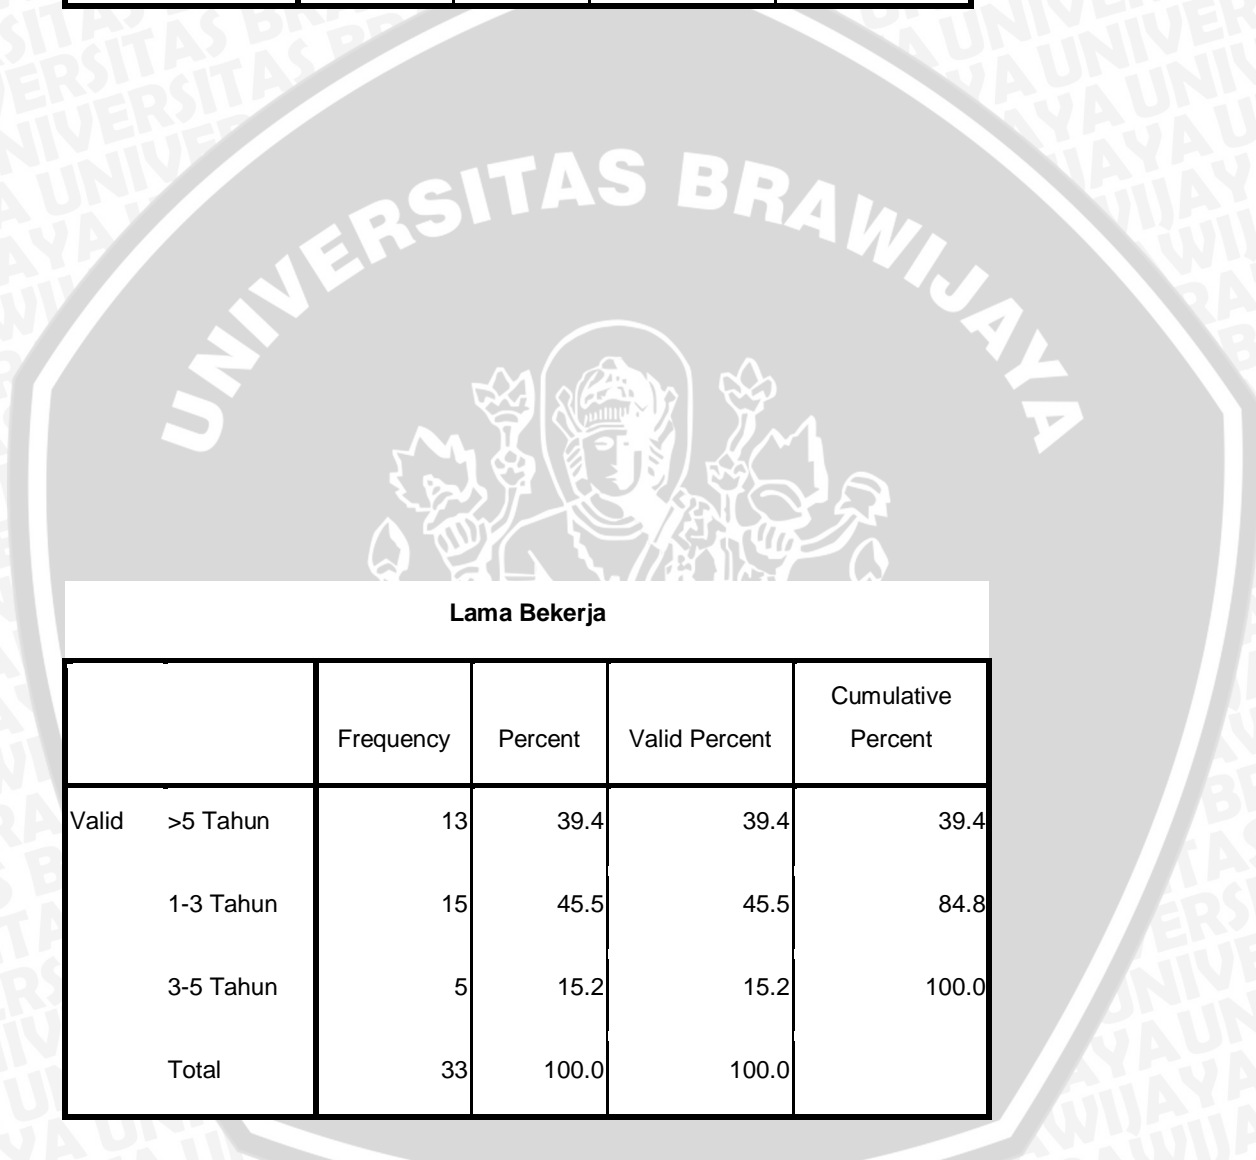 UNIVERSITAS BRAWIJAYA
Lama Bekerja
Frequency Percent Valid Percent Cumulative Percent
Valid >5 Tahun 13 39.4 39.4 39.4
1-3 Tahun 15 45.5 45.5 84.8
3-5 Tahun 5 15.2 15.2 100.0
Total 33 100.0 100.0